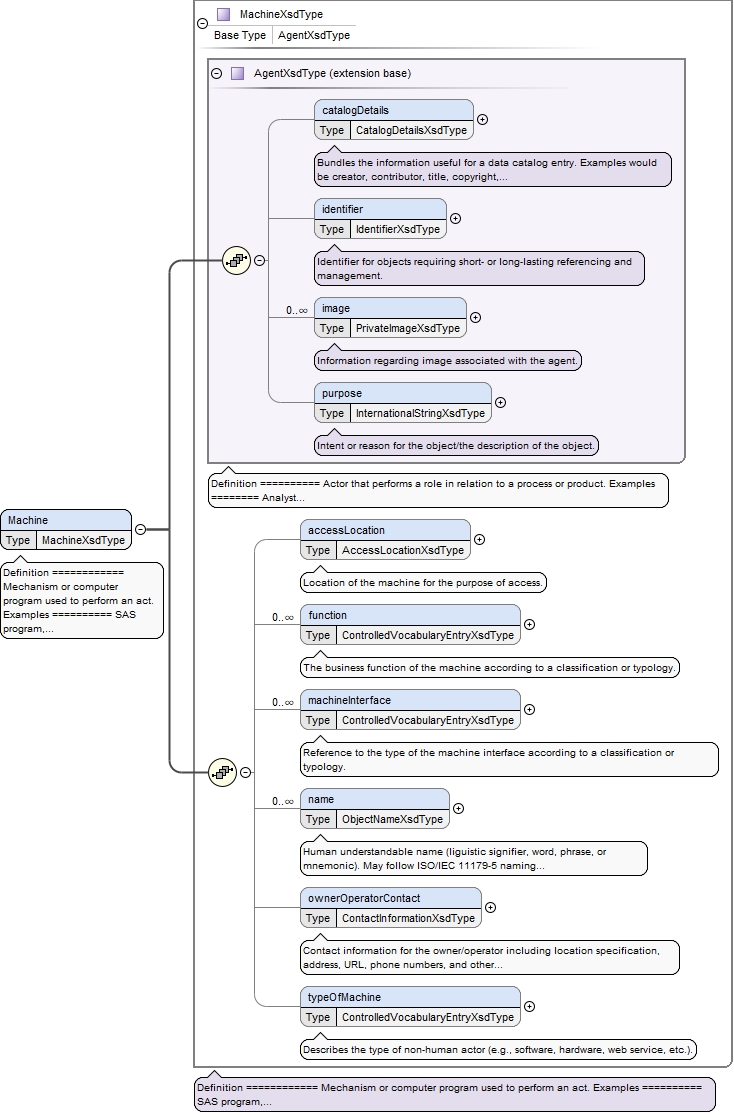 MachineXsdType
Base Type AgentXsdType
AgentXsdType (extension base)
catalogDetails
Type CatalogDetailsXsdType
Bundles the information useful for a data catalog entry. Examples would
be creator, contributor, title, copyright,...
identifier
Type IdentifierXsdType
Identifier for objects requiring short- or long-lasting referencing and
management.
0..∞
image
Type PrivateImageXsdType
Information regarding image associated with the agent.
purpose
Type InternationalStringXsdType
Intent or reason for the object/the description of the object.
Definition ========== Actor that performs a role in relation to a process or product. Examples
======== Analyst...
Machine
Type MachineXsdType
Definition ============
Mechanism or computer
program used to perform an act.
Examples ========== SAS
program,...
accessLocation
Type AccessLocationXsdType
Location of the machine for the purpose of access.
0..∞
function
Type ControlledVocabularyEntryXsdType
The business function of the machine according to a classification or typology.
0..∞
machineInterface
Type ControlledVocabularyEntryXsdType
Reference to the type of the machine interface according to a classification or
typology.
0..∞
name
Type ObjectNameXsdType
Human understandable name (liguistic signifier, word, phrase, or
mnemonic). May follow ISO/IEC 11179-5 naming...
ownerOperatorContact
Type ContactInformationXsdType
Contact information for the owner/operator including location specification,
address, URL, phone numbers, and other...
typeOfMachine
Type ControlledVocabularyEntryXsdType
Describes the type of non-human actor (e.g., software, hardware, web service, etc.).
Definition ============ Mechanism or computer program used to perform an act. Examples ==========
SAS program,...